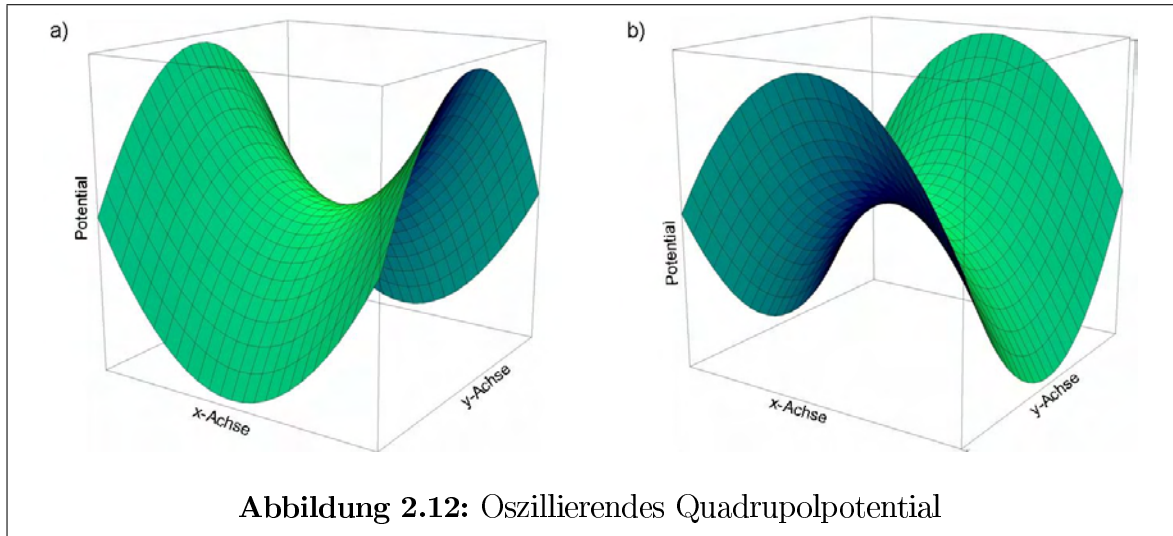 a)
Potential
x-Achse
y-Achse
b)
Potential
x-Achse
y-Achse
Abbildung 2.12: Oszillierendes Quadrupolpotential